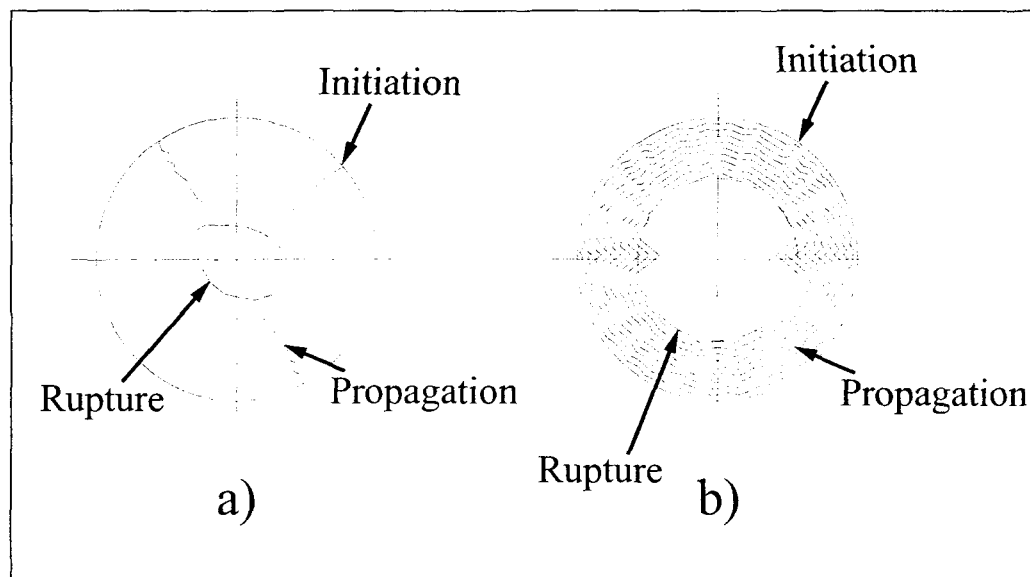 Initiation
Rupture
Propagation
a)
Initiation
Propagation
Rupture
b)